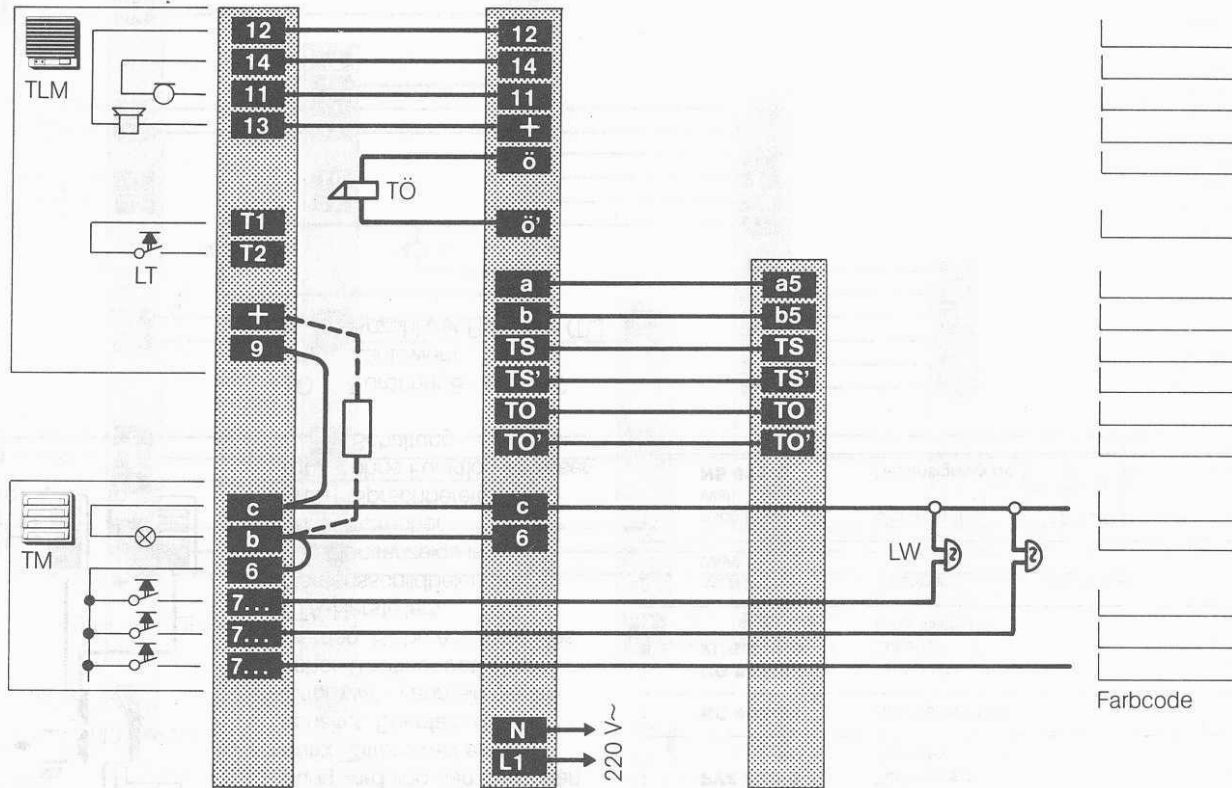 TLM
LT
TM
12
14
11
13
T1
T2
+
9
c
b
6
7...
7...
7...
TÖ
12
14
11
+
ö
ö'
a
b
TS
TS'
TO
TO'
c
6
N
L1
220 V~
a5
b5
TS
TS'
TO
TO'
LW
Farbcode